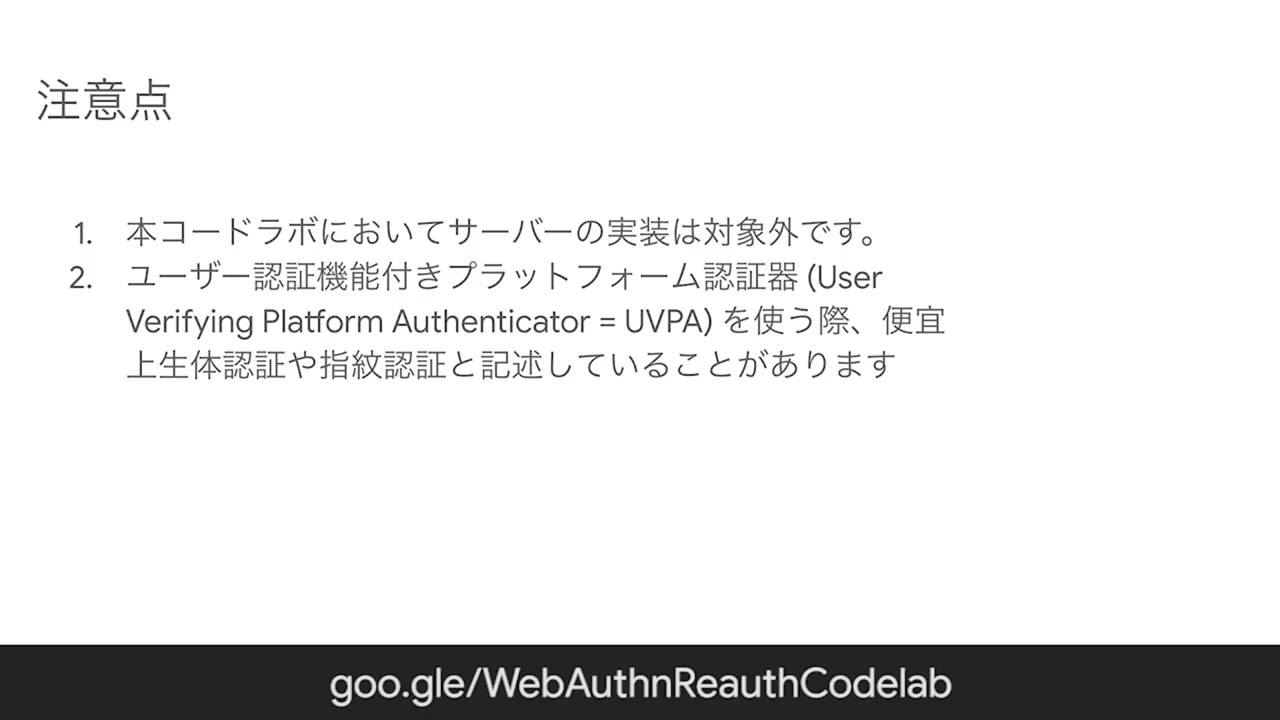 注意点
1. 本コードラボにおいてサーバーの実装は対象外です。
2. ユーザー認証機能付きプラットフォーム認証器 (User
Verifying Platform Authenticator = UVPA) を使う際、便宜
上生体認証や指紋認証と記述していることがあります
goo.gle/WebAuthnReauthCodelab